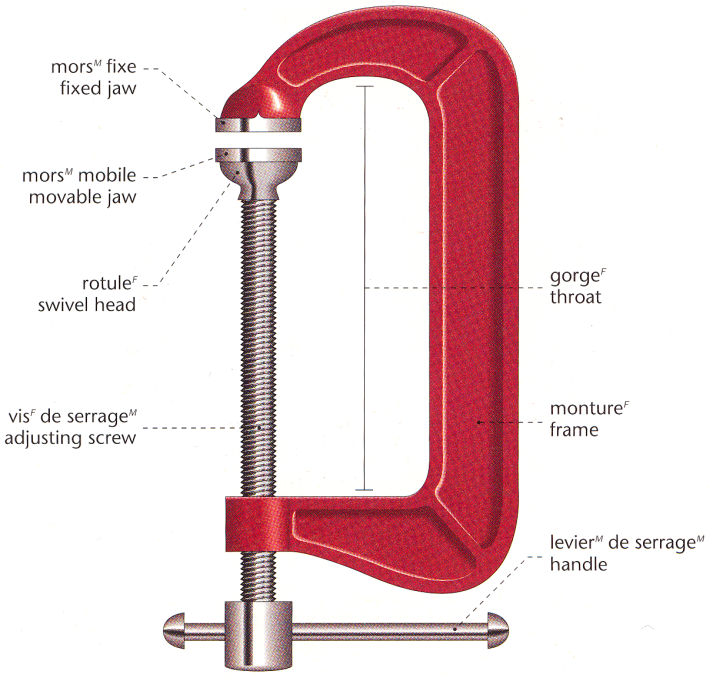 mors^M fixe
fixed jaw
mors^M mobile
movable jaw
rotule^F
swivel head
vis^F de serrage^M
adjusting screw
gorge^F
throat
monture^F
frame
levier^M de serrage^M
handle